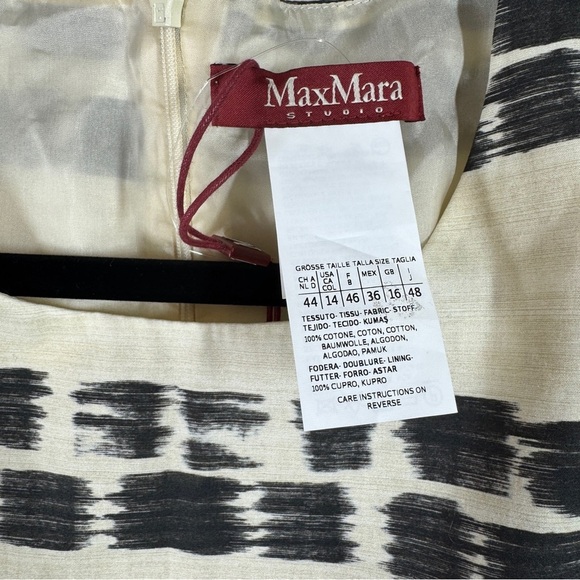 MaxMara
STUDIO
GRÖSSE TAILLE TALLA SIZE TAGLIA
CH A NL D USA CA COL F B MEX GB I J
44 14 46 36 16 48
TESSUTO- TISSU- FABRIC- STOFF-
TEJIDO- TECIDO- KUMAŞ
100% COTONE, COTON, COTTON,
BAUMWOLLE, ALGODON,
ALGODAO, PAMUK
FODERA- DOUBLURE- LINING-
FUTTER- FORRO- ASTAR
100% CUPRO, KUPRO
CARE INSTRUCTIONS ON
REVERSE